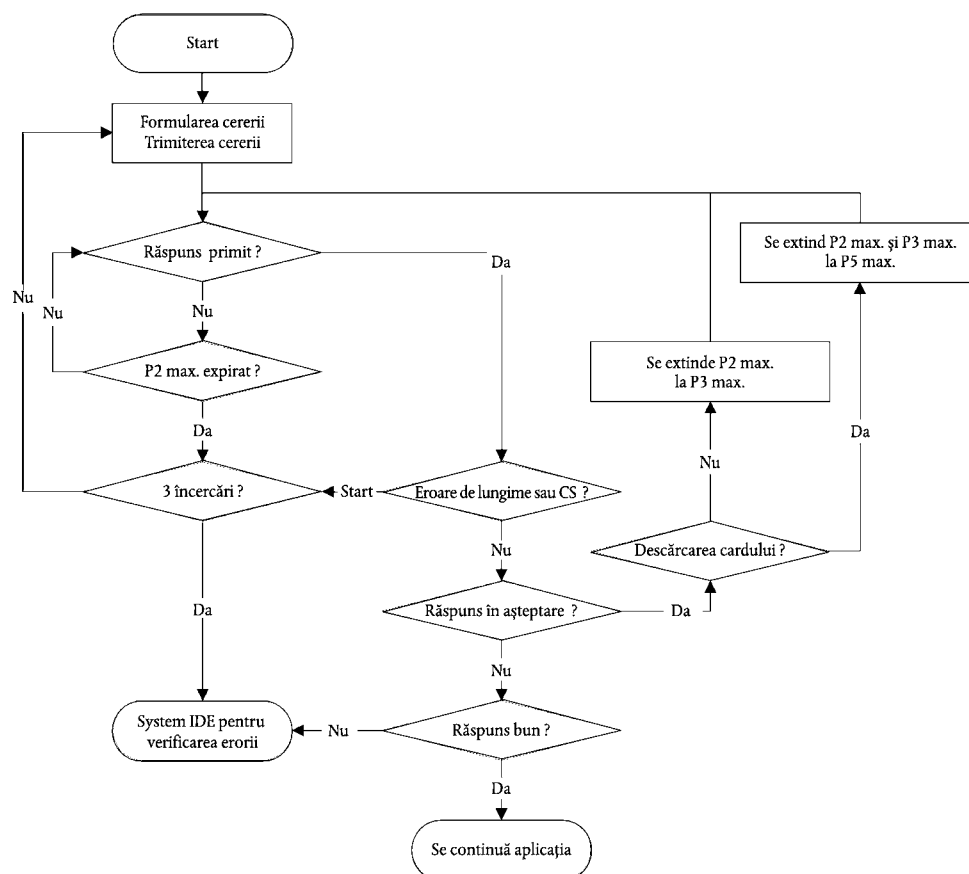 Start
Formularea cererii
Trimiterea cererii
Răspuns primit ?
Da
Se extind P2 max. și P3 max.
la P5 max.
Nu
Nu
Nu
P2 max. expirat ?
Se extinde P2 max.
la P3 max.
Da
Da
Nu
3 încercări ?
Start
Eroare de lungime sau CS ?
Nu
Descărcarea cardului ?
Da
Răspuns în așteptare ?
Da
Nu
System IDE pentru
verificarea erorii
Nu
Răspuns bun ?
Da
Se continuă aplicația